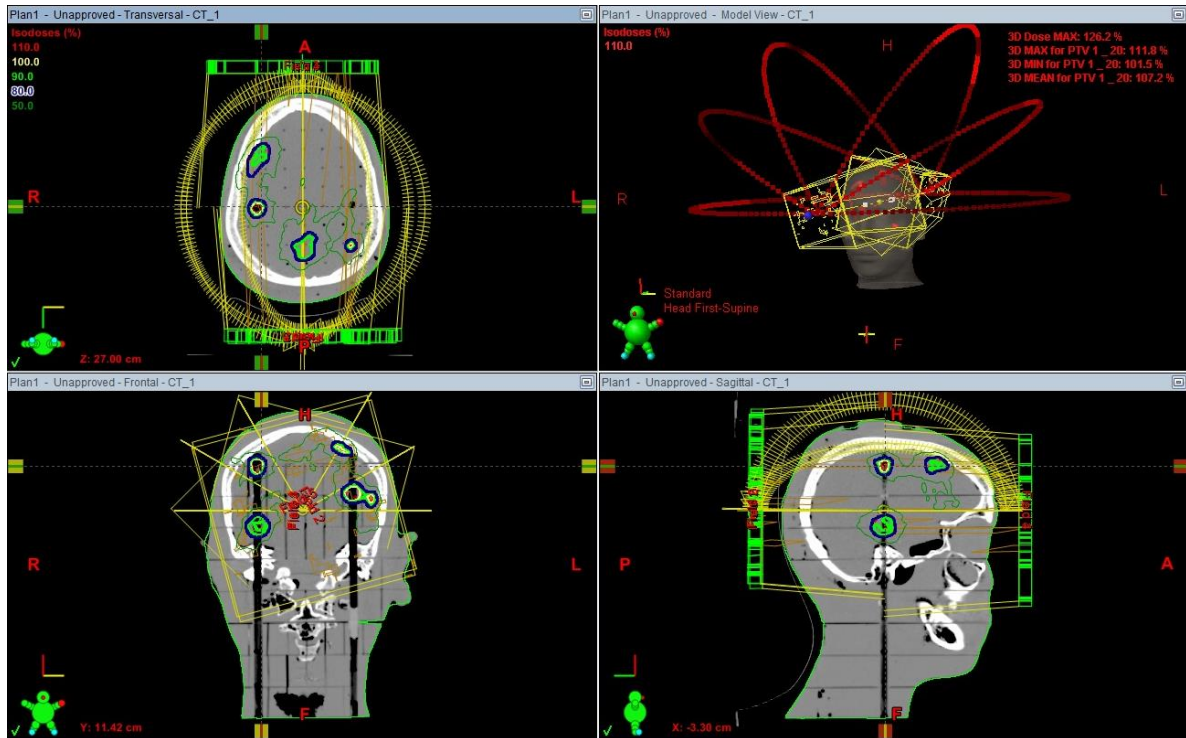 Plan1 - Unapproved - Transversal - CT_1
Isodoses (%)
110.0
100.0
90.0
80.0
50.0
A
R
L
Z: 27.00 cm
Plan1 - Unapproved - Model View - CT_1
Isodoses (%)
110.0
3D Dose MAX: 126.2 %
3D MAX for PTV 1 _ 20: 111.8 %
3D MIN for PTV 1 _ 20: 101.5 %
3D MEAN for PTV 1 _ 20: 107.2 %
H
R
L
Standard
Head First-Supine
F
Plan1 - Unapproved - Frontal - CT_1
H
R
L
F
Y: 11.42 cm
Plan1 - Unapproved - Sagittal - CT_1
H
P
A
F
X: -3.30 cm